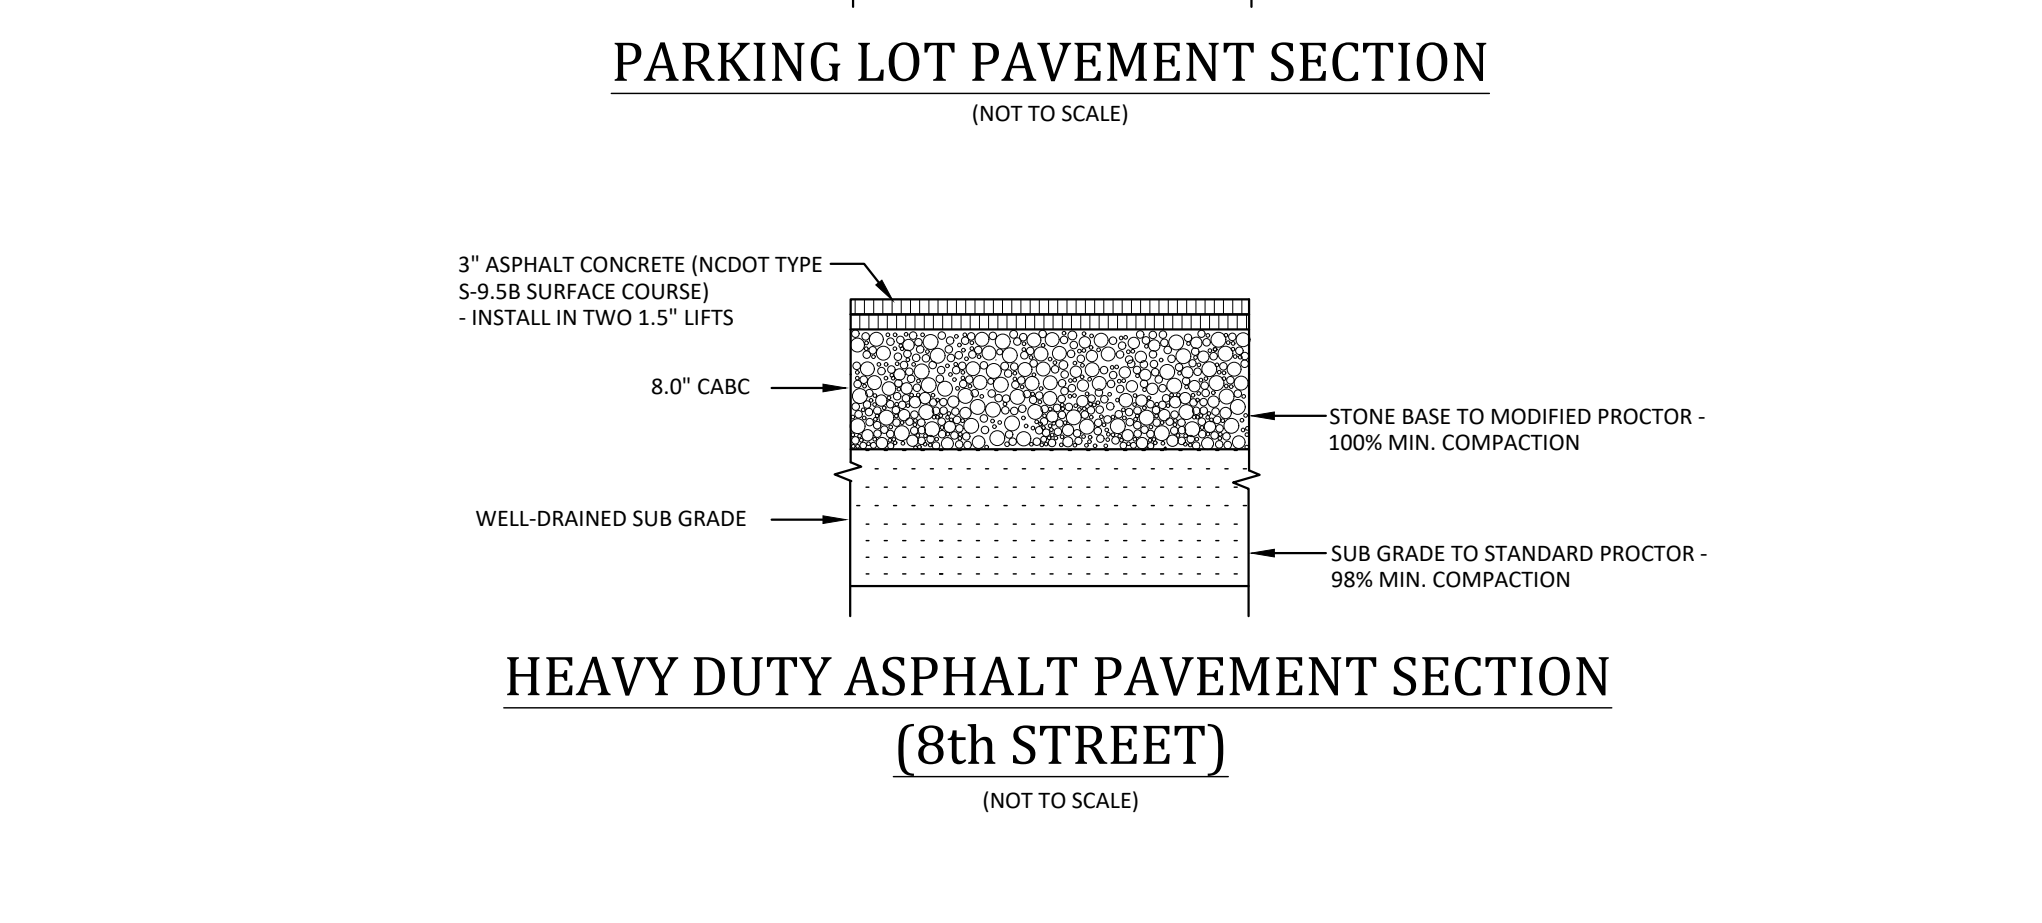 PARKING LOT PAVEMENT SECTION
(NOT TO SCALE)
3" ASPHALT CONCRETE (NCDOT TYPE
S-9.5B SURFACE COURSE)
- INSTALL IN TWO 1.5" LIFTS
8.0" CABC
STONE BASE TO MODIFIED PROCTOR -
100% MIN. COMPACTION
WELL-DRAINED SUB GRADE
SUB GRADE TO STANDARD PROCTOR -
98% MIN. COMPACTION
HEAVY DUTY ASPHALT PAVEMENT SECTION
(8th STREET)
(NOT TO SCALE)